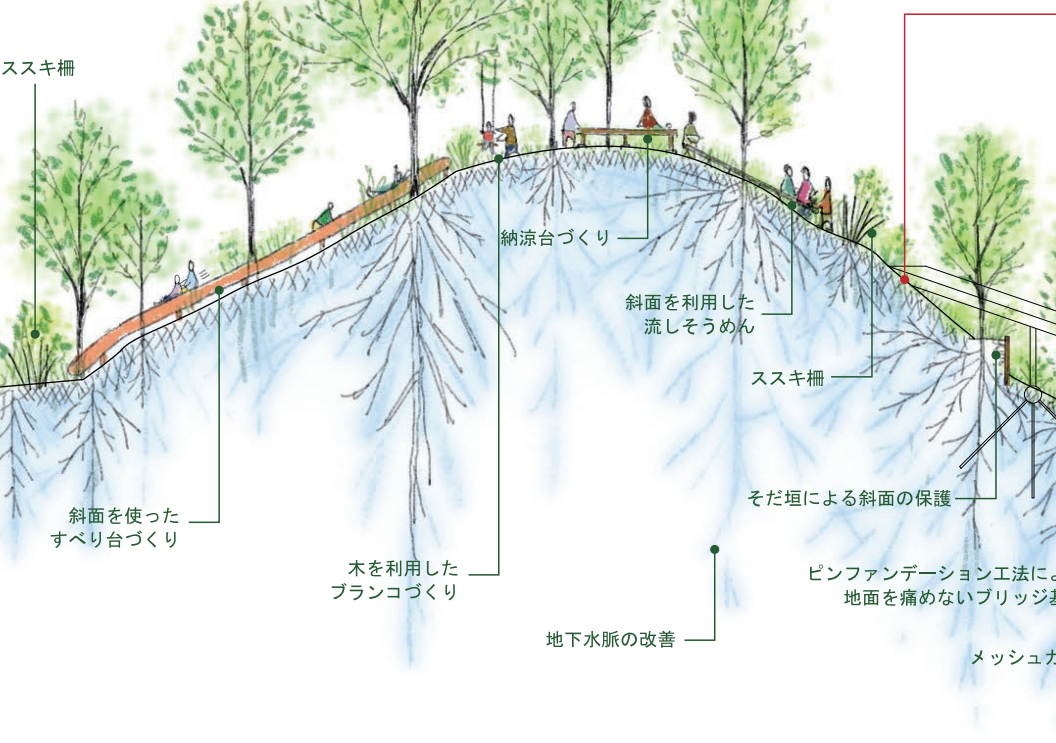 ススキ柵
納涼台づくり
斜面を利用した
流しそうめん
ススキ柵
そだ垣による斜面の保護
斜面を使った
すべり台づくり
木を利用した
ブランコづくり
ピンファンデーション工法によ
地面を痛めないブリッジ基
地下水脈の改善
メッシュカ